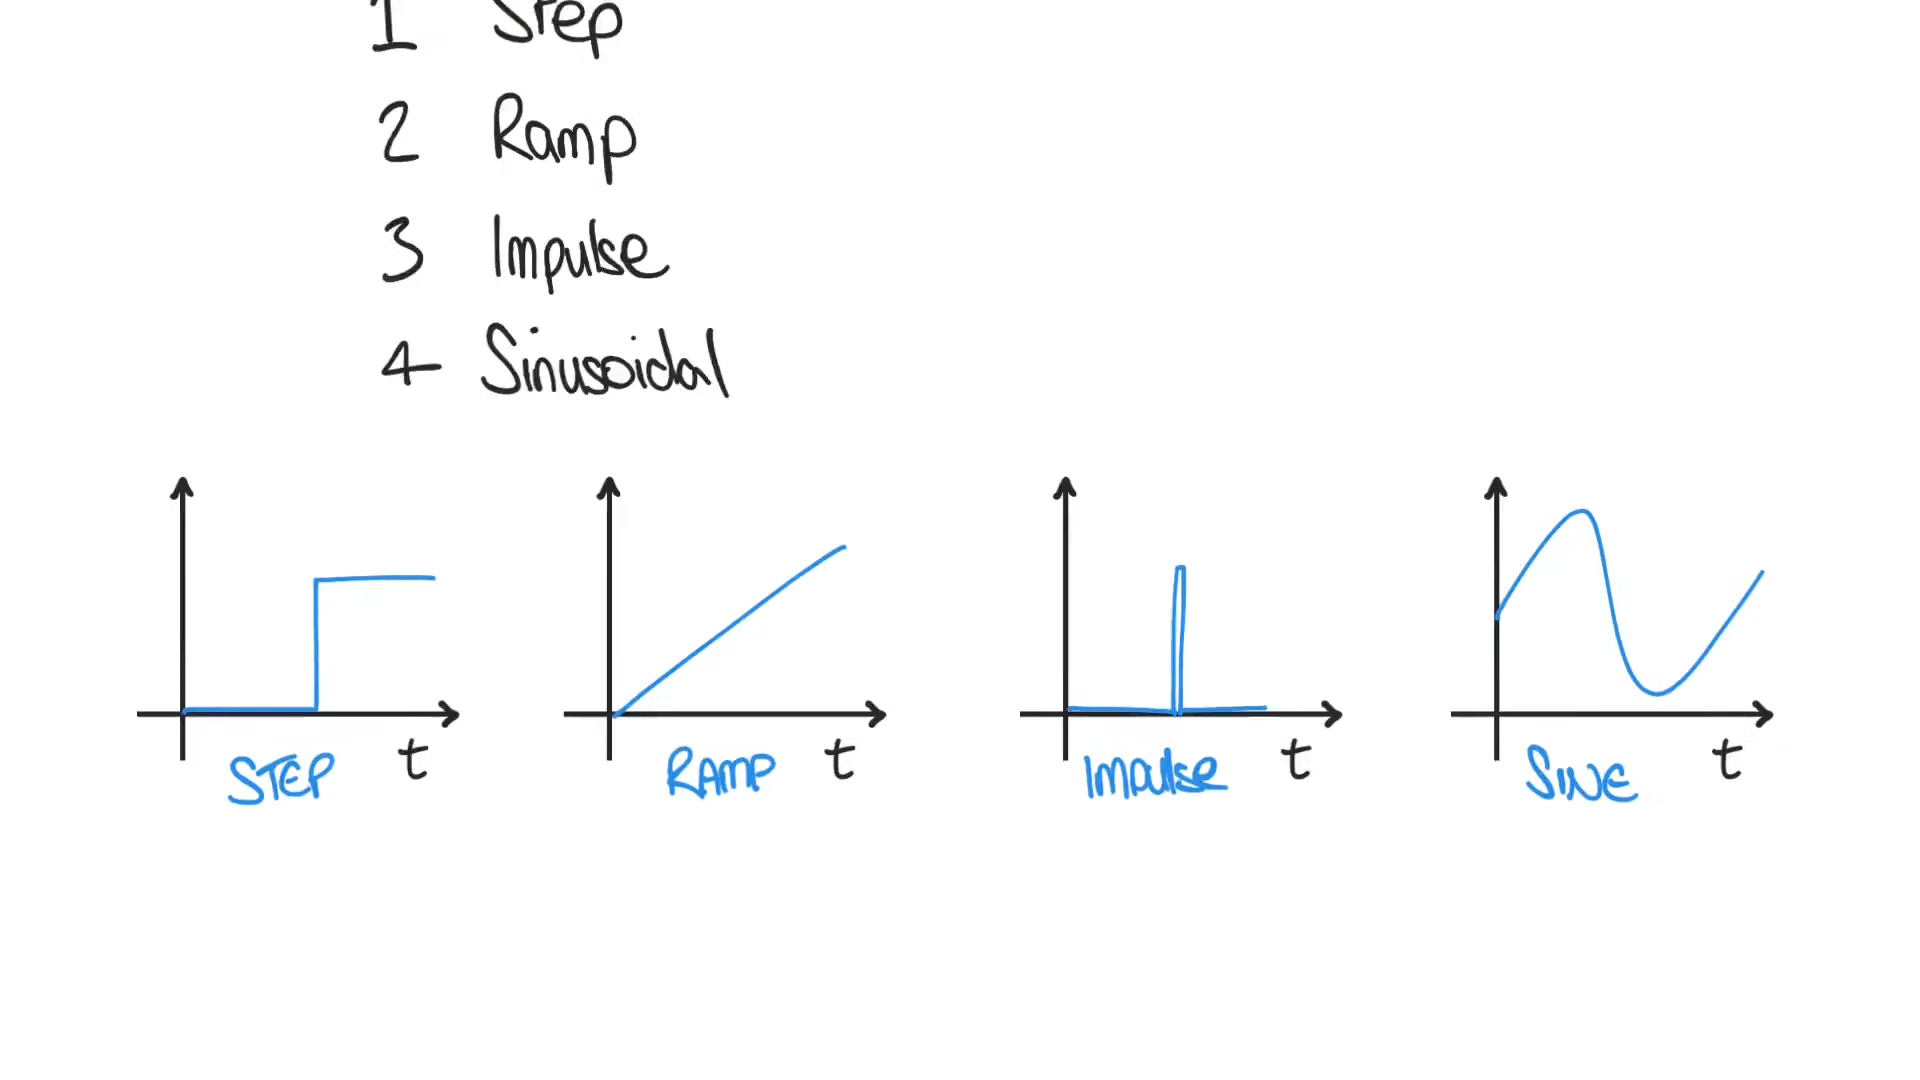 1 Step
2 Ramp
3 Impulse
4 Sinusoidal
t
t
t
t
STEP
RAMP
Impulse
SINE